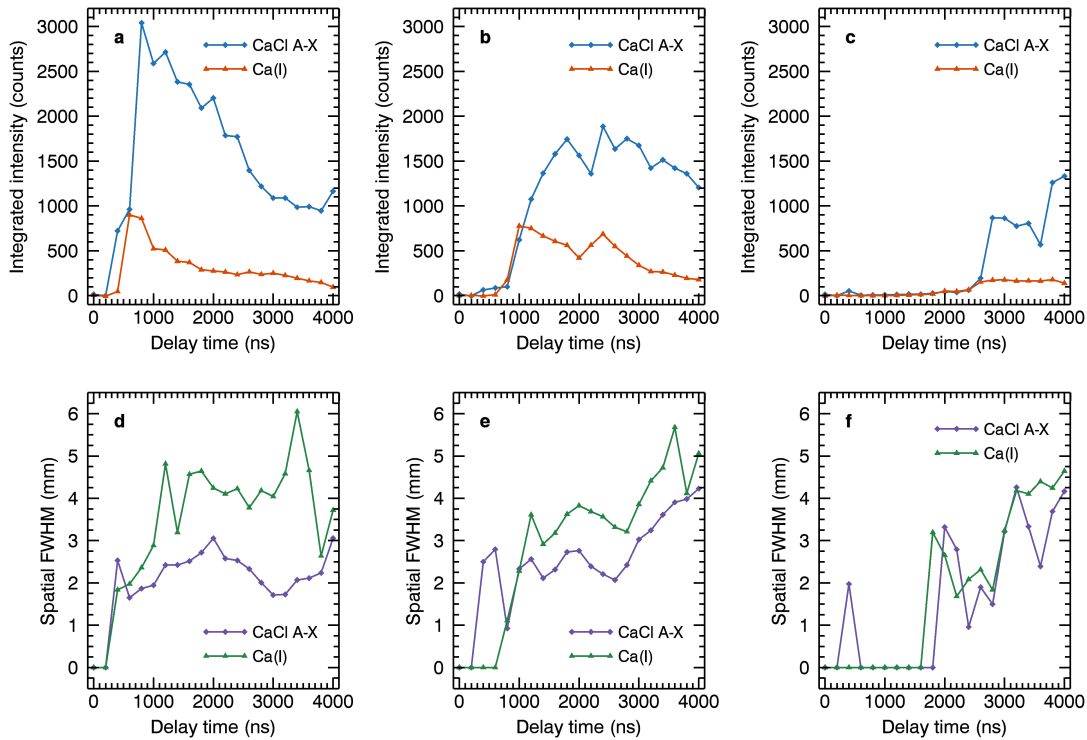 a
CaCl A-X
Ca(I)
Integrated intensity (counts)
3000
2500
2000
1500
1000
500
0
0 1000 2000 3000 4000
Delay time (ns)
b
CaCl A-X
Ca(I)
Integrated intensity (counts)
3000
2500
2000
1500
1000
500
0
0 1000 2000 3000 4000
Delay time (ns)
c
CaCl A-X
Ca(I)
Integrated intensity (counts)
3000
2500
2000
1500
1000
500
0
0 1000 2000 3000 4000
Delay time (ns)
d
Spatial FWHM (mm)
6
5
4
3
2
1
0
CaCl A-X
Ca(I)
0 1000 2000 3000 4000
Delay time (ns)
e
Spatial FWHM (mm)
6
5
4
3
2
1
0
CaCl A-X
Ca(I)
0 1000 2000 3000 4000
Delay time (ns)
f
CaCl A-X
Ca(I)
Spatial FWHM (mm)
6
5
4
3
2
1
0
0 1000 2000 3000 4000
Delay time (ns)